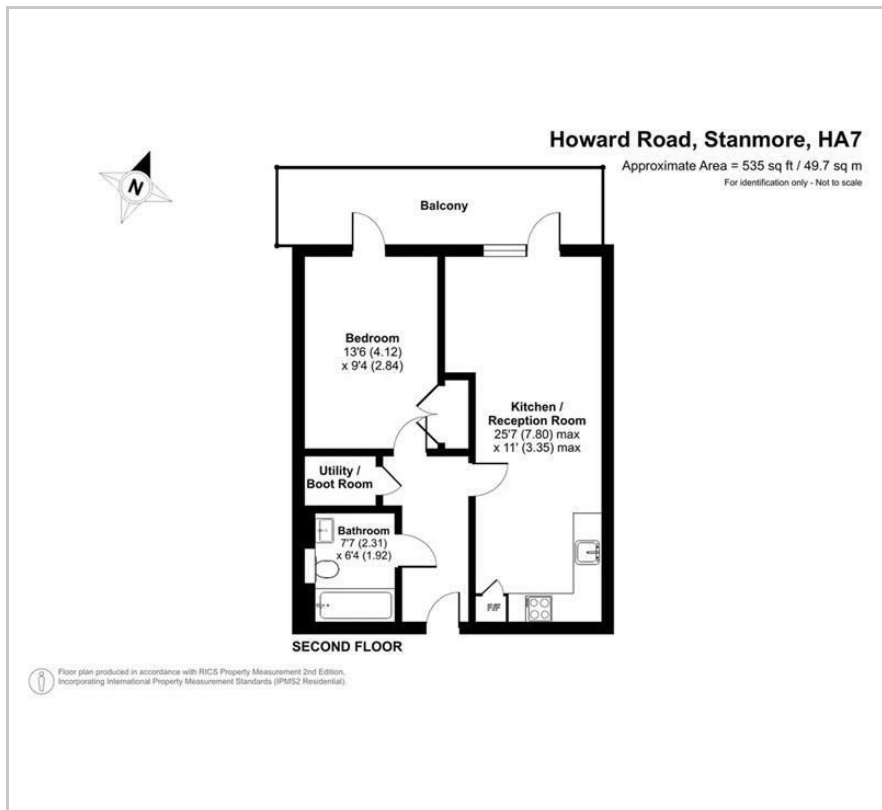 Howard Road, Stanmore, HA7
Approximate Area = 535 sq ft / 49.7 sq m
For identification only - Not to scale
N
Balcony
Bedroom
13'6 (4.12)
x 9'4 (2.84)
Kitchen /
Reception Room
25'7 (7.80) max
x 11' (3.35) max
Utility /
Boot Room
Bathroom
7'7 (2.31)
x 6'4 (1.92)
F/F
SECOND FLOOR
Floor plan produced in accordance with RICS Property Measurement 2nd Edition,
Incorporating International Property Measurement Standards (IPMS2 Residential).